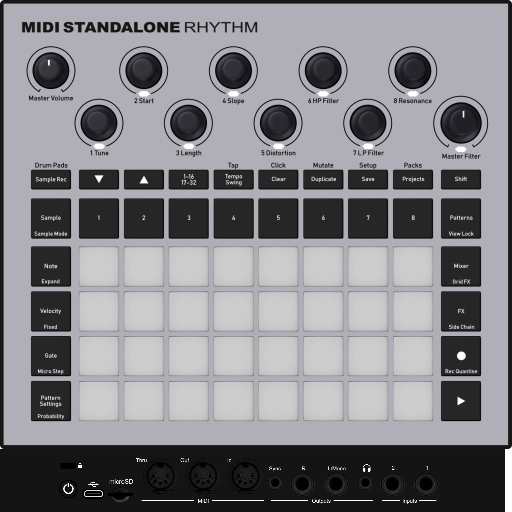 MIDI STANDALONE RHYTHM
Master Volume
2 Start
4 Slope
6 HP Filter
8 Resonance
1 Tune
3 Length
5 Distortion
7 LP Filter
Master Filter
Drum Pads
Tap
Click
Mutate
Setup
Packs
Sample Rec
1-16
17-32
Tempo
Swing
Clear
Duplicate
Save
Projects
Shift
Sample
Sample Mode
1
2
3
4
5
6
7
8
Patterns
View Lock
Note
Expand
Mixer
Grid FX
Velocity
Fixed
FX
Side Chain
Gate
Micro Step
Rec Quantise
Pattern
Settings
Probability
Thru
Out
In
microSD
MIDI
Sync
R
L/Mono
Outputs
2
1
Inputs